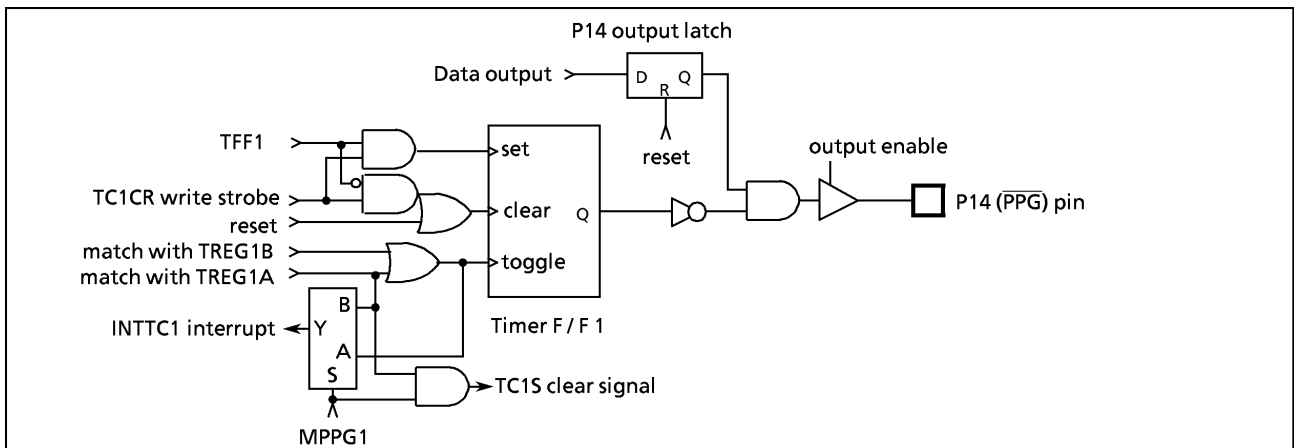 P14 output latch
Data output
D Q
R
reset
TFF1
set
output enable
TC1CR write strobe
clear
Q
P14 (P̅P̅G̅) pin
reset
match with TREG1B
toggle
match with TREG1A
B
INTTC1 interrupt
Y
Timer F / F 1
A
S
TC1S clear signal
MPPG1